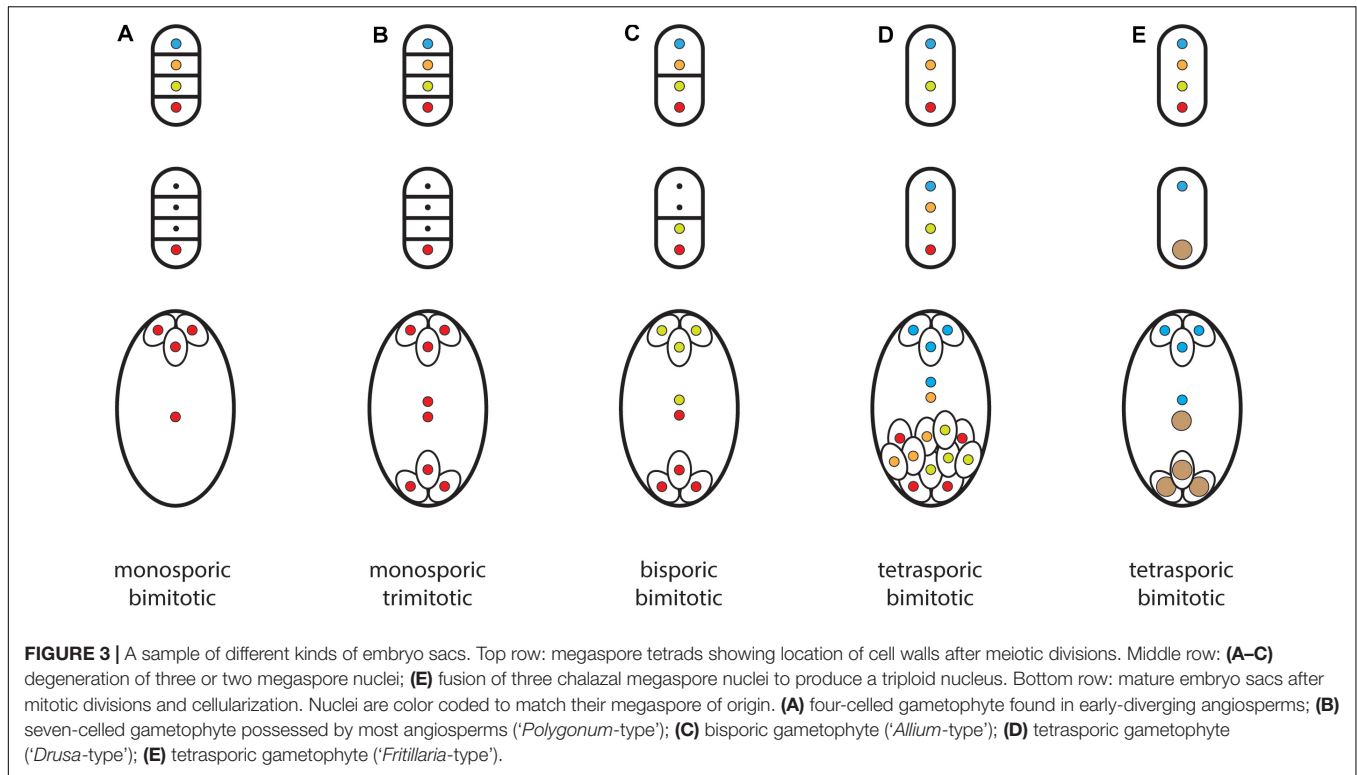 A B C D E
monosporic monosporic bisporic tetrasporic tetrasporic
bimitotic trimitotic bimitotic bimitotic bimitotic
FIGURE 3 | A sample of different kinds of embryo sacs. Top row: megaspore tetrads showing location of cell walls after meiotic divisions. Middle row: (A–C)
degeneration of three or two megaspore nuclei; (E) fusion of three chalazal megaspore nuclei to produce a triploid nucleus. Bottom row: mature embryo sacs after
mitotic divisions and cellularization. Nuclei are color coded to match their megaspore of origin. (A) four-celled gametophyte found in early-diverging angiosperms; (B)
seven-celled gametophyte possessed by most angiosperms (‘Polygonum-type’); (C) bisporic gametophyte (‘Allium-type’); (D) tetrasporic gametophyte
(‘Drusa-type’); (E) tetrasporic gametophyte (‘Fritillaria-type’).